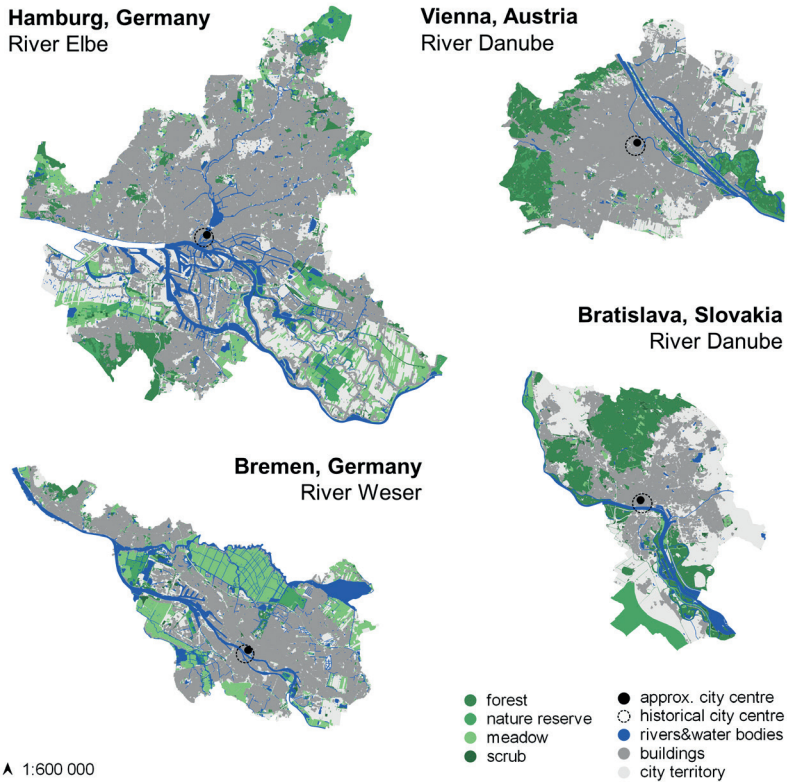 Hamburg, Germany
River Elbe
Vienna, Austria
River Danube
Bratislava, Slovakia
River Danube
Bremen, Germany
River Weser
forest
nature reserve
meadow
scrub
approx. city centre
historical city centre
rivers&water bodies
buildings
city territory
1:600 000